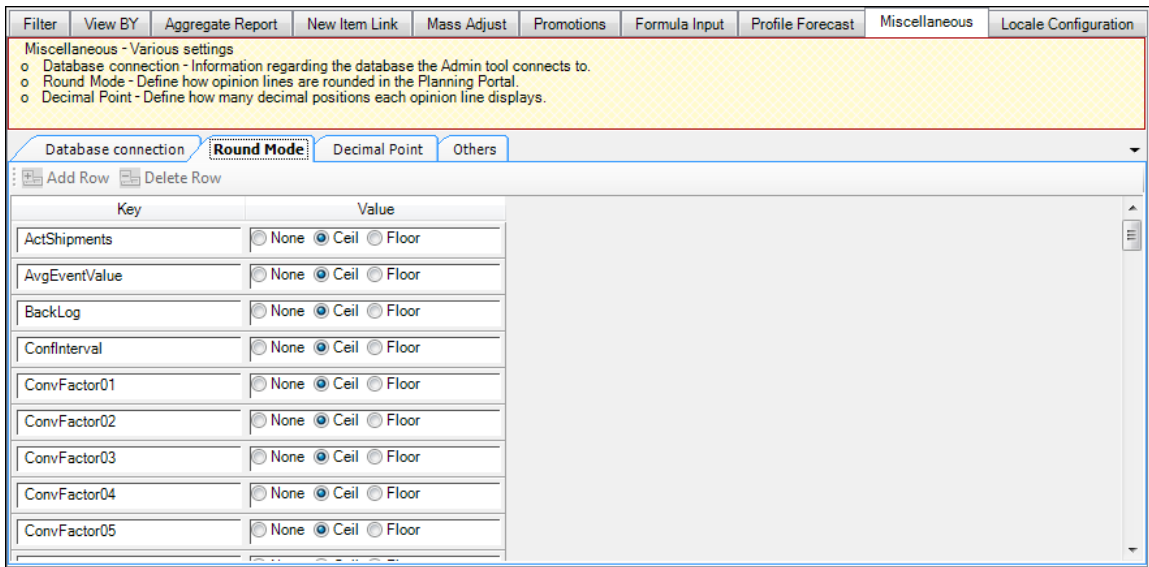 Filter View BY Aggregate Report New Item Link Mass Adjust Promotions Formula Input Profile Forecast Miscellaneous Locale Configuration
Miscellaneous - Various settings
o Database connection - Information regarding the database the Admin tool connects to.
o Round Mode - Define how opinion lines are rounded in the Planning Portal.
o Decimal Point - Define how many decimal positions each opinion line displays.
Database connection Round Mode Decimal Point Others
Add Row Delete Row
Key Value
ActShipments None Ceil Floor
AvgEventValue None Ceil Floor
BackLog None Ceil Floor
ConfInterval None Ceil Floor
ConvFactor01 None Ceil Floor
ConvFactor02 None Ceil Floor
ConvFactor03 None Ceil Floor
ConvFactor04 None Ceil Floor
ConvFactor05 None Ceil Floor